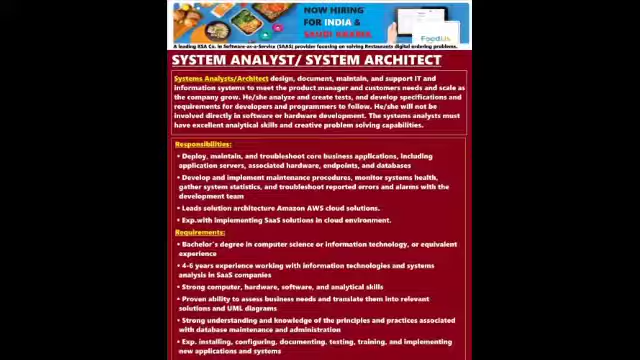 NOW HIRING
FOR INDIA &
SAUDI ARABIA
FoodUs
A leading KSA Co. in Software-as-a-Service (SAAS) provider focusing on solving Restaurants digital ordering problems.
SYSTEM ANALYST/ SYSTEM ARCHITECT
Systems Analysts/Architect design, document, maintain, and support IT and
information systems to meet the product manager and customers needs and scale as
the company grow. He/she analyze and create tests, and develop specifications and
requirements for developers and programmers to follow. He/she will not be
involved directly in software or hardware development. The systems analysts must
have excellent analytical skills and creative problem solving capabilities.
Responsibilities:
• Deploy, maintain, and troubleshoot core business applications, including
application servers, associated hardware, endpoints, and databases
• Develop and implement maintenance procedures, monitor systems health,
gather system statistics, and troubleshoot reported errors and alarms with the
development team
• Leads solution architecture Amazon AWS cloud solutions.
• Exp.with implementing SaaS solutions in cloud environment.
Requirements:
• Bachelor's degree in computer science or information technology, or equivalent
experience
• 4-6 years experience working with information technologies and systems
analysis in SaaS companies
• Strong computer, hardware, software, and analytical skills
• Proven ability to assess business needs and translate them into relevant
solutions and UML diagrams
• Strong understanding and knowledge of the principles and practices associated
with database maintenance and administration
• Exp. installing, configuring, documenting, testing, training, and implementing
new applications and systems